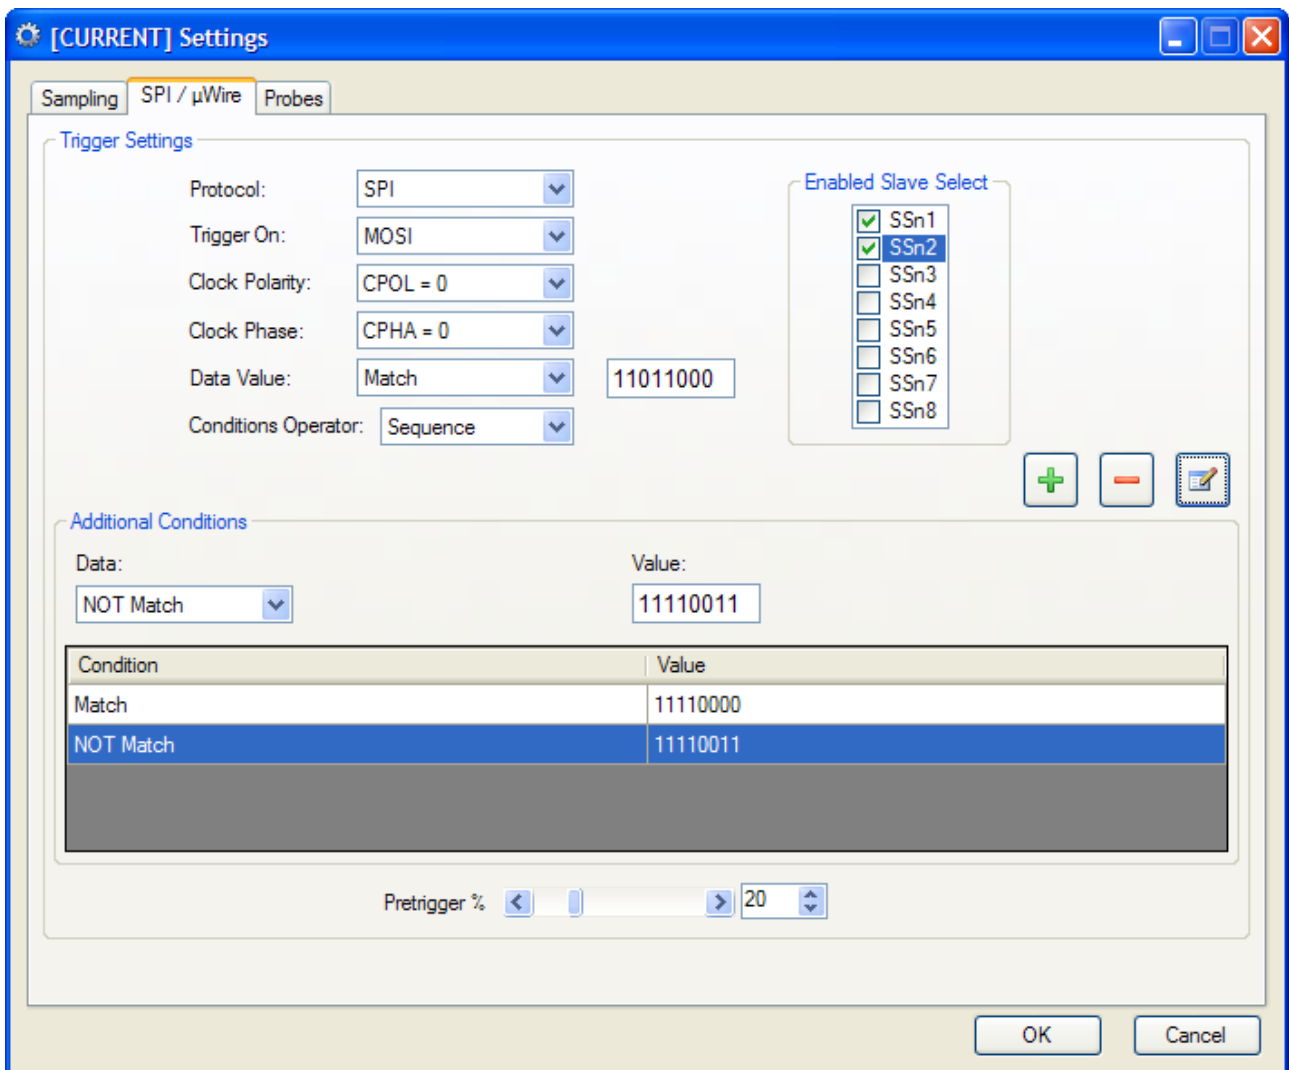 [CURRENT] Settings
Sampling SPI / µWire Probes
Trigger Settings
Protocol: SPI
Trigger On: MOSI
Clock Polarity: CPOL = 0
Clock Phase: CPHA = 0
Data Value: Match 11011000
Conditions Operator: Sequence
Enabled Slave Select
SSn1
SSn2
SSn3
SSn4
SSn5
SSn6
SSn7
SSn8
Additional Conditions
Data: Value:
NOT Match 11110011
Condition Value
Match 11110000
NOT Match 11110011
Pretrigger % 20
OK Cancel